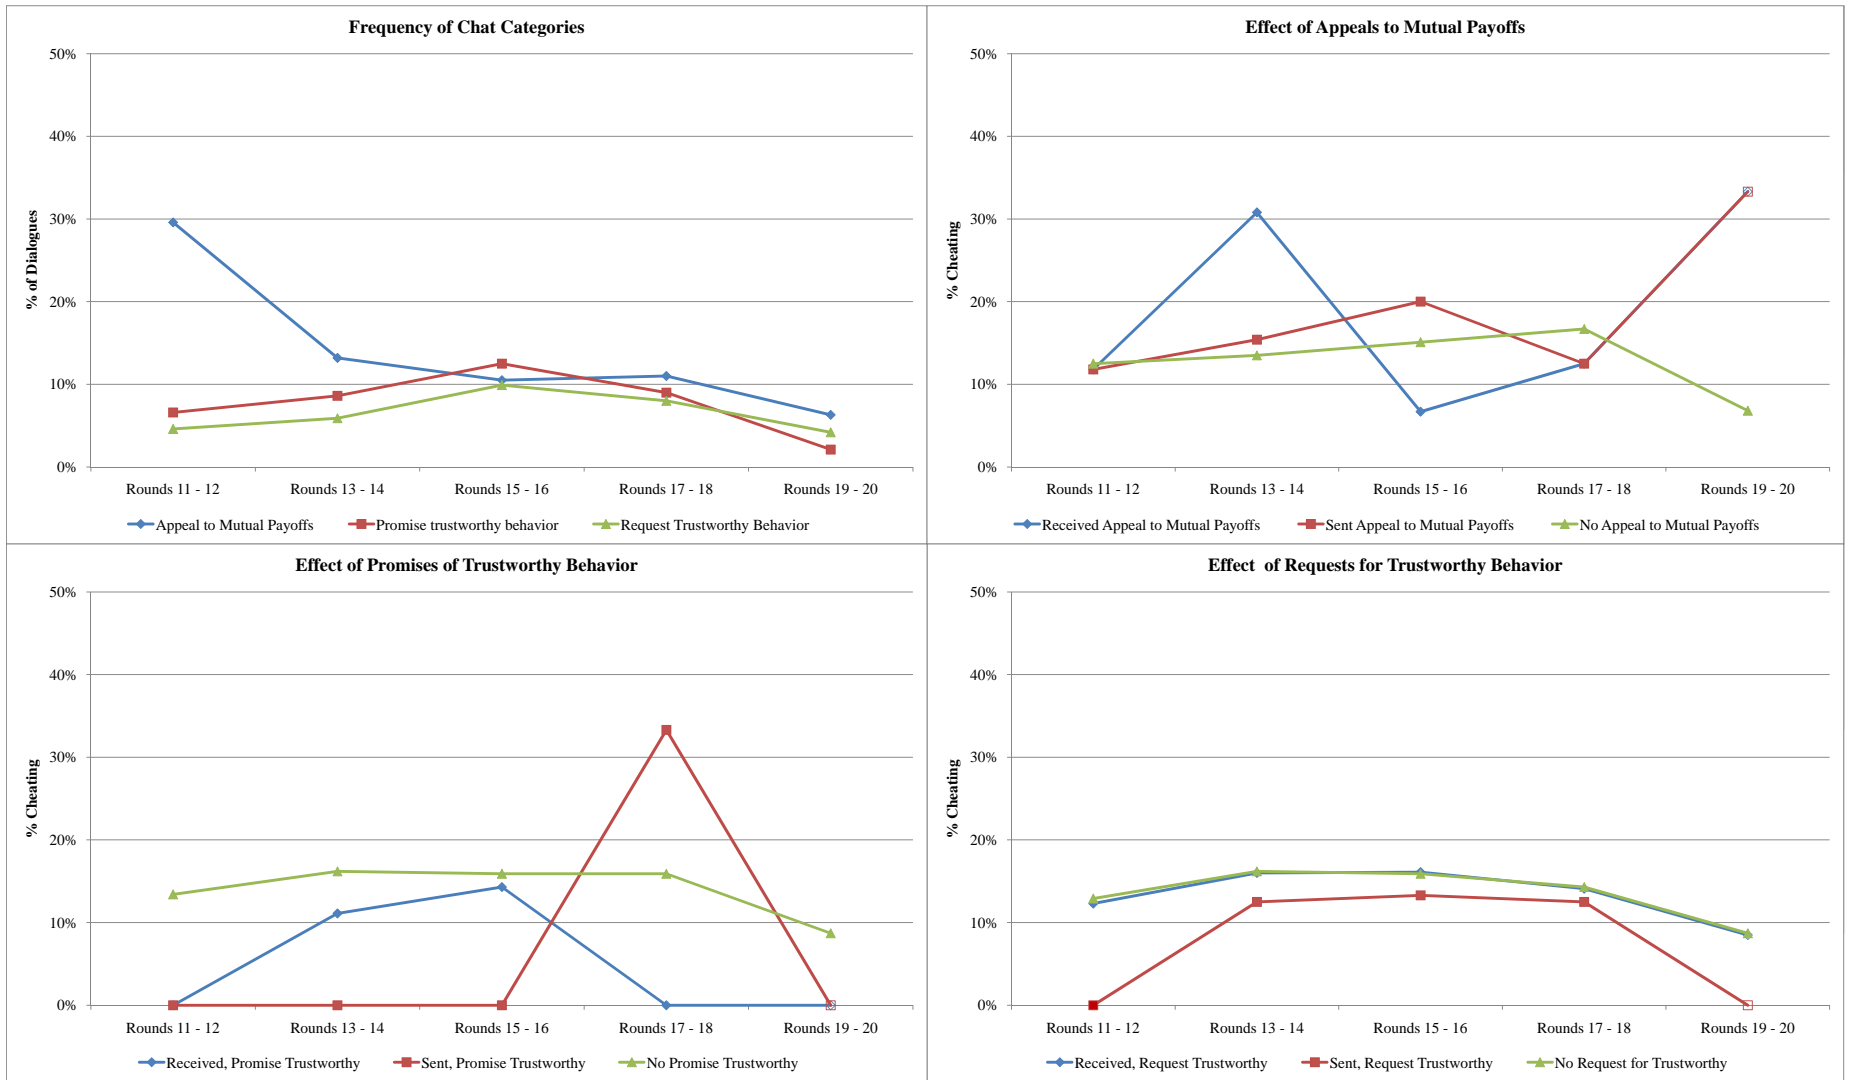 Frequency of Chat Categories
50%
40%
30%
20%
10%
0%
% of Dialogues
Rounds 11 - 12 Rounds 13 - 14 Rounds 15 - 16 Rounds 17 - 18 Rounds 19 - 20
Appeal to Mutual Payoffs Promise trustworthy behavior Request Trustworthy Behavior
Effect of Appeals to Mutual Payoffs
50%
40%
30%
20%
10%
0%
% Cheating
Rounds 11 - 12 Rounds 13 - 14 Rounds 15 - 16 Rounds 17 - 18 Rounds 19 - 20
Received Appeal to Mutual Payoffs Sent Appeal to Mutual Payoffs No Appeal to Mutual Payoffs
Effect of Promises of Trustworthy Behavior
50%
40%
30%
20%
10%
0%
% Cheating
Rounds 11 - 12 Rounds 13 - 14 Rounds 15 - 16 Rounds 17 - 18 Rounds 19 - 20
Received, Promise Trustworthy Sent, Promise Trustworthy No Promise Trustworthy
Effect of Requests for Trustworthy Behavior
50%
40%
30%
20%
10%
0%
% Cheating
Rounds 11 - 12 Rounds 13 - 14 Rounds 15 - 16 Rounds 17 - 18 Rounds 19 - 20
Received, Request Trustworthy Sent, Request Trustworthy No Request for Trustworthy